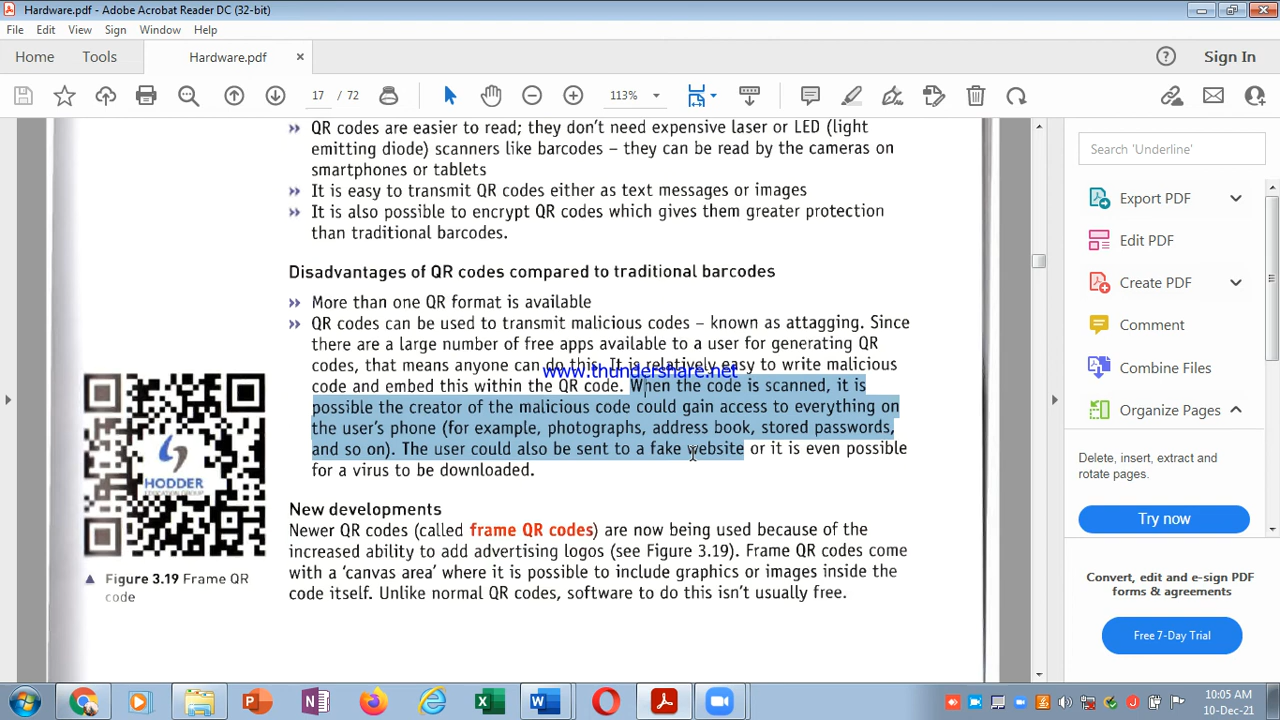 Hardware.pdf - Adobe Acrobat Reader DC (32-bit)
File Edit View Sign Window Help
Home Tools Hardware.pdf × Sign In
17 / 72 113%
QR codes are easier to read; they don't need expensive laser or LED (light
emitting diode) scanners like barcodes – they can be read by the cameras on
smartphones or tablets
It is easy to transmit QR codes either as text messages or images
It is also possible to encrypt QR codes which gives them greater protection
than traditional barcodes.
Disadvantages of QR codes compared to traditional barcodes
More than one QR format is available
QR codes can be used to transmit malicious codes – known as attagging. Since
there are a large number of free apps available to a user for generating QR
codes, that means anyone can do this. It is relatively easy to write malicious
www.thundershare.net
code and embed this within the QR code. When the code is scanned, it is
possible the creator of the malicious code could gain access to everything on
the user's phone (for example, photographs, address book, stored passwords,
and so on). The user could also be sent to a fake website or it is even possible
for a virus to be downloaded.
New developments
Newer QR codes (called frame QR codes) are now being used because of the
increased ability to add advertising logos (see Figure 3.19). Frame QR codes come
with a 'canvas area' where it is possible to include graphics or images inside the
code itself. Unlike normal QR codes, software to do this isn't usually free.
HODDER
EDUCATION GROUP
Figure 3.19 Frame QR
code
Search 'Underline'
Export PDF
Edit PDF
Create PDF
Comment
Combine Files
Organize Pages
Delete, insert, extract and
rotate pages.
Try now
Convert, edit and e-sign PDF
forms & agreements
Free 7-Day Trial
10:05 AM
10-Dec-21